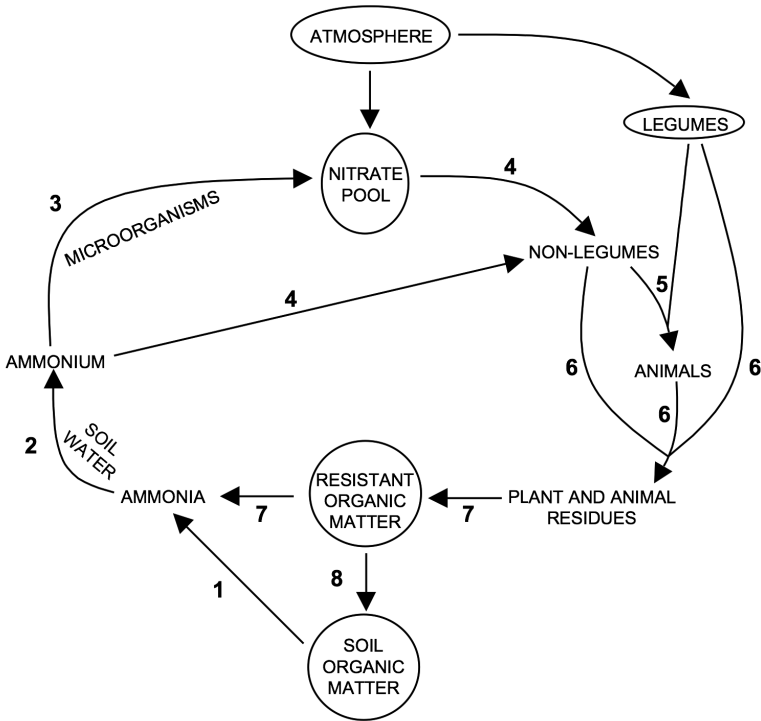 ATMOSPHERE
LEGUMES
NITRATE
POOL
4
3
MICROORGANISMS
NON-LEGUMES
5
4
AMMONIUM
ANIMALS
6
6
6
2
SOIL
WATER
AMMONIA
7
RESISTANT
ORGANIC
MATTER
7
PLANT AND ANIMAL
RESIDUES
8
1
SOIL
ORGANIC
MATTER